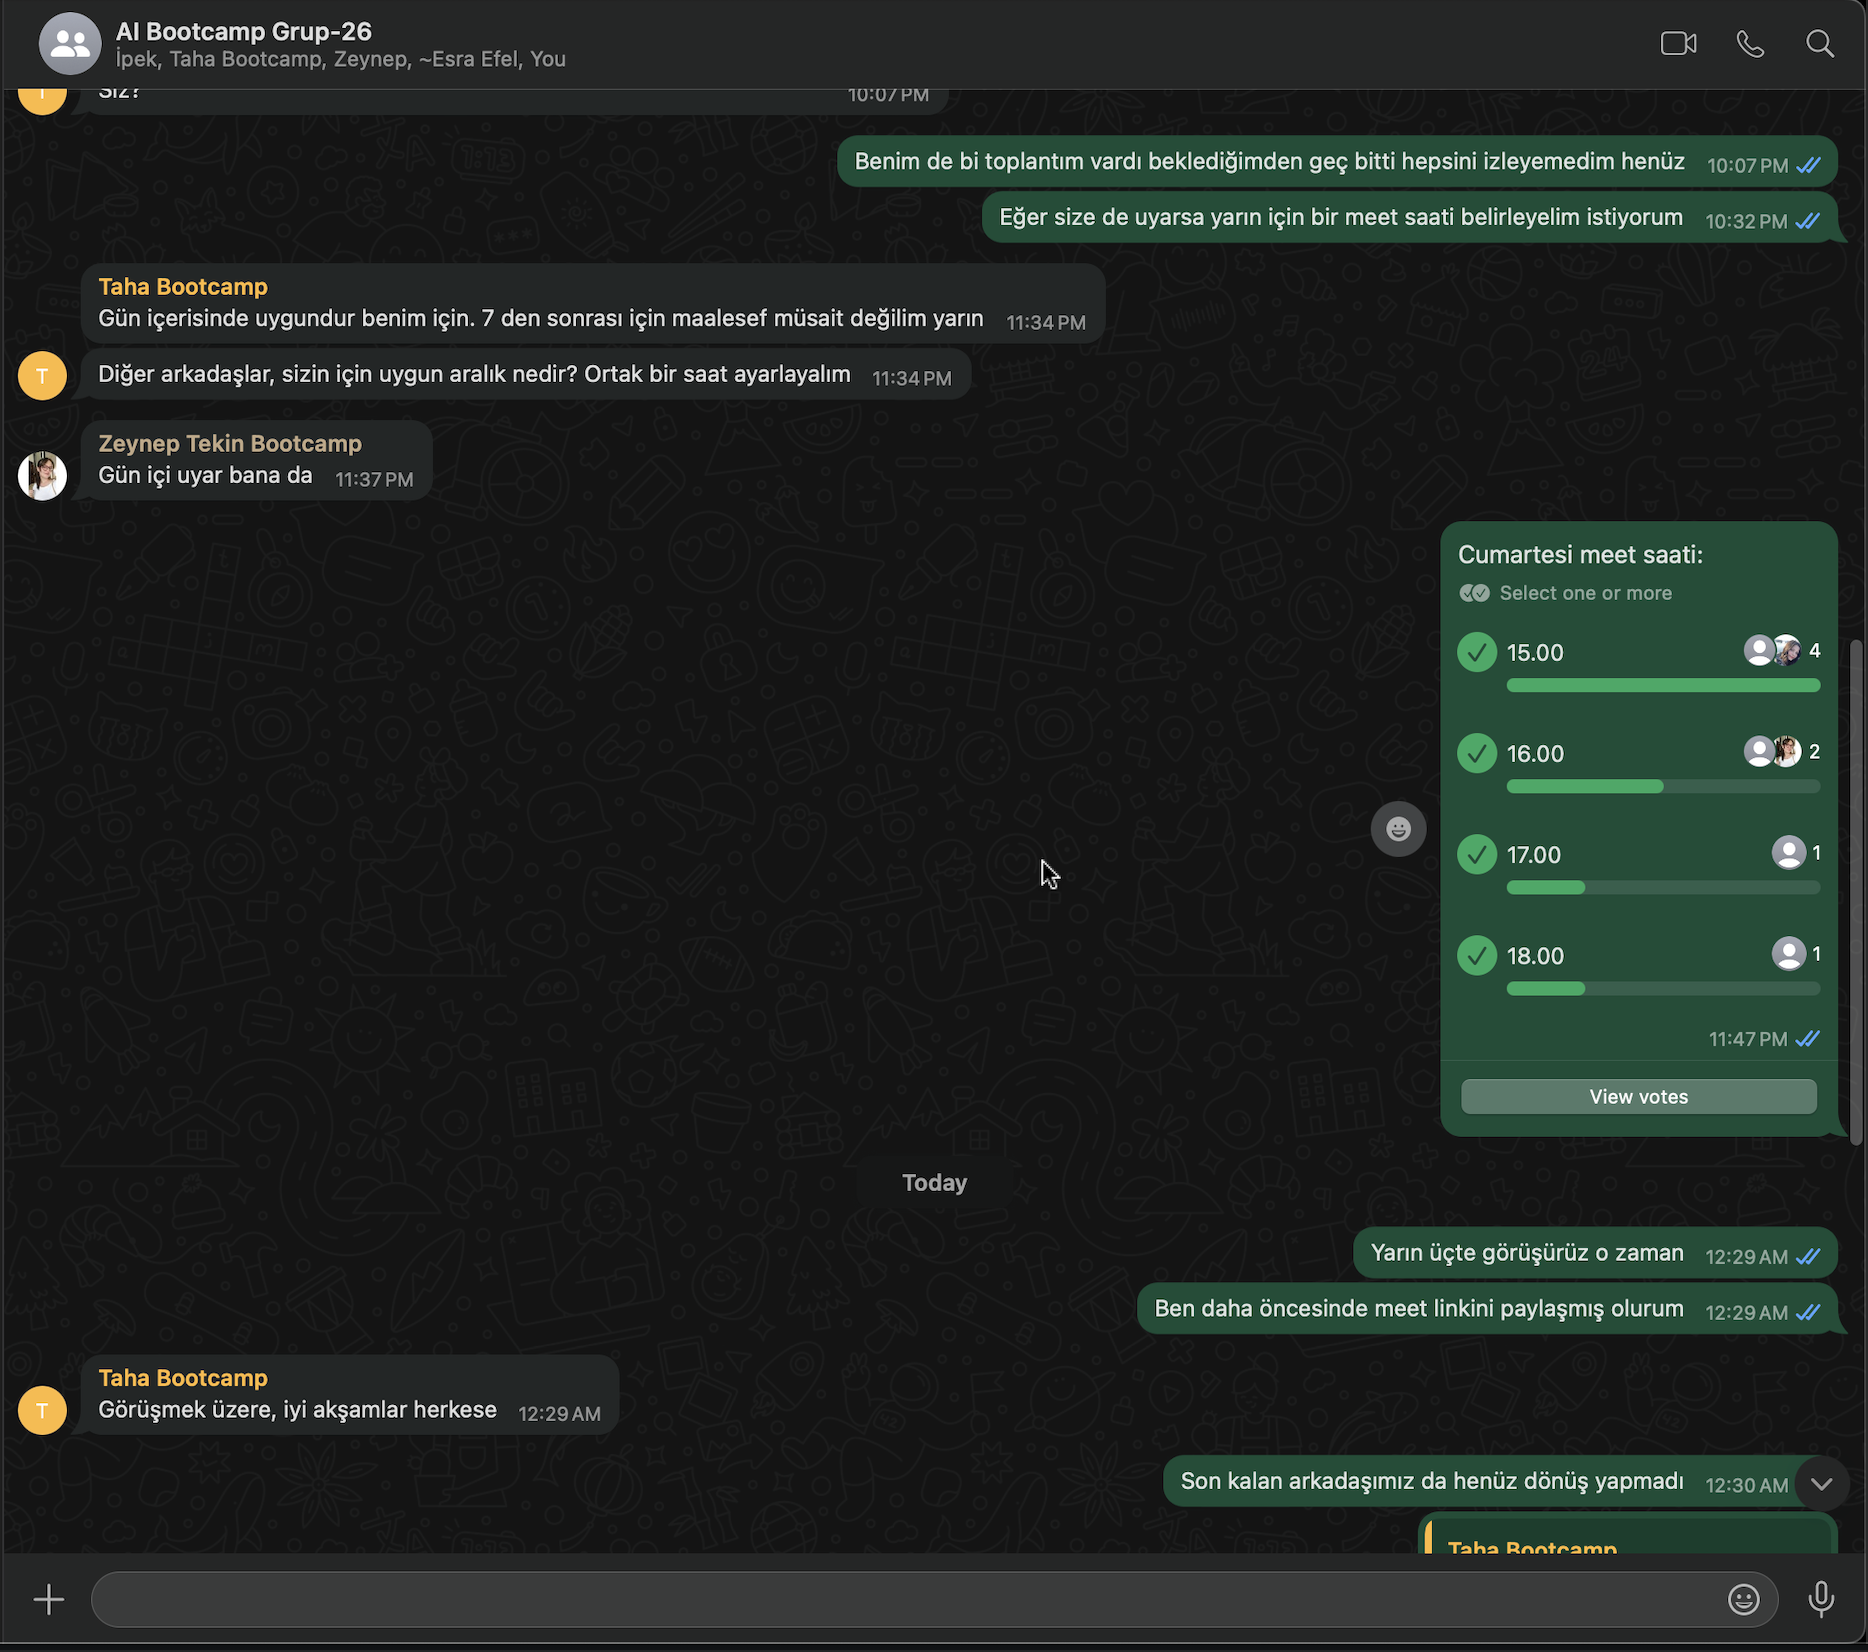 AI Bootcamp Grup-26
İpek, Taha Bootcamp, Zeynep, ~Esra Efel, You
T
Siz?
10:07 PM
Benim de bi toplantım vardı beklediğimden geç bitti hepsini izleyemedim henüz 10:07 PM
Eğer size de uyarsa yarın için bir meet saati belirleyelim istiyorum 10:32 PM
Taha Bootcamp
Gün içerisinde uygundur benim için. 7 den sonrası için maalesef müsait değilim yarın 11:34 PM
T
Diğer arkadaşlar, sizin için uygun aralık nedir? Ortak bir saat ayarlayalım 11:34 PM
Zeynep Tekin Bootcamp
Gün içi uyar bana da 11:37 PM
Cumartesi meet saati:
Select one or more
15.00 4
16.00 2
17.00 1
18.00 1
11:47 PM
View votes
Today
Yarın üçte görüşürüz o zaman 12:29 AM
Ben daha öncesinde meet linkini paylaşmış olurum 12:29 AM
Taha Bootcamp
T
Görüşmek üzere, iyi akşamlar herkese 12:29 AM
Son kalan arkadaşımız da henüz dönüş yapmadı 12:30 AM
Taha Bootcamp